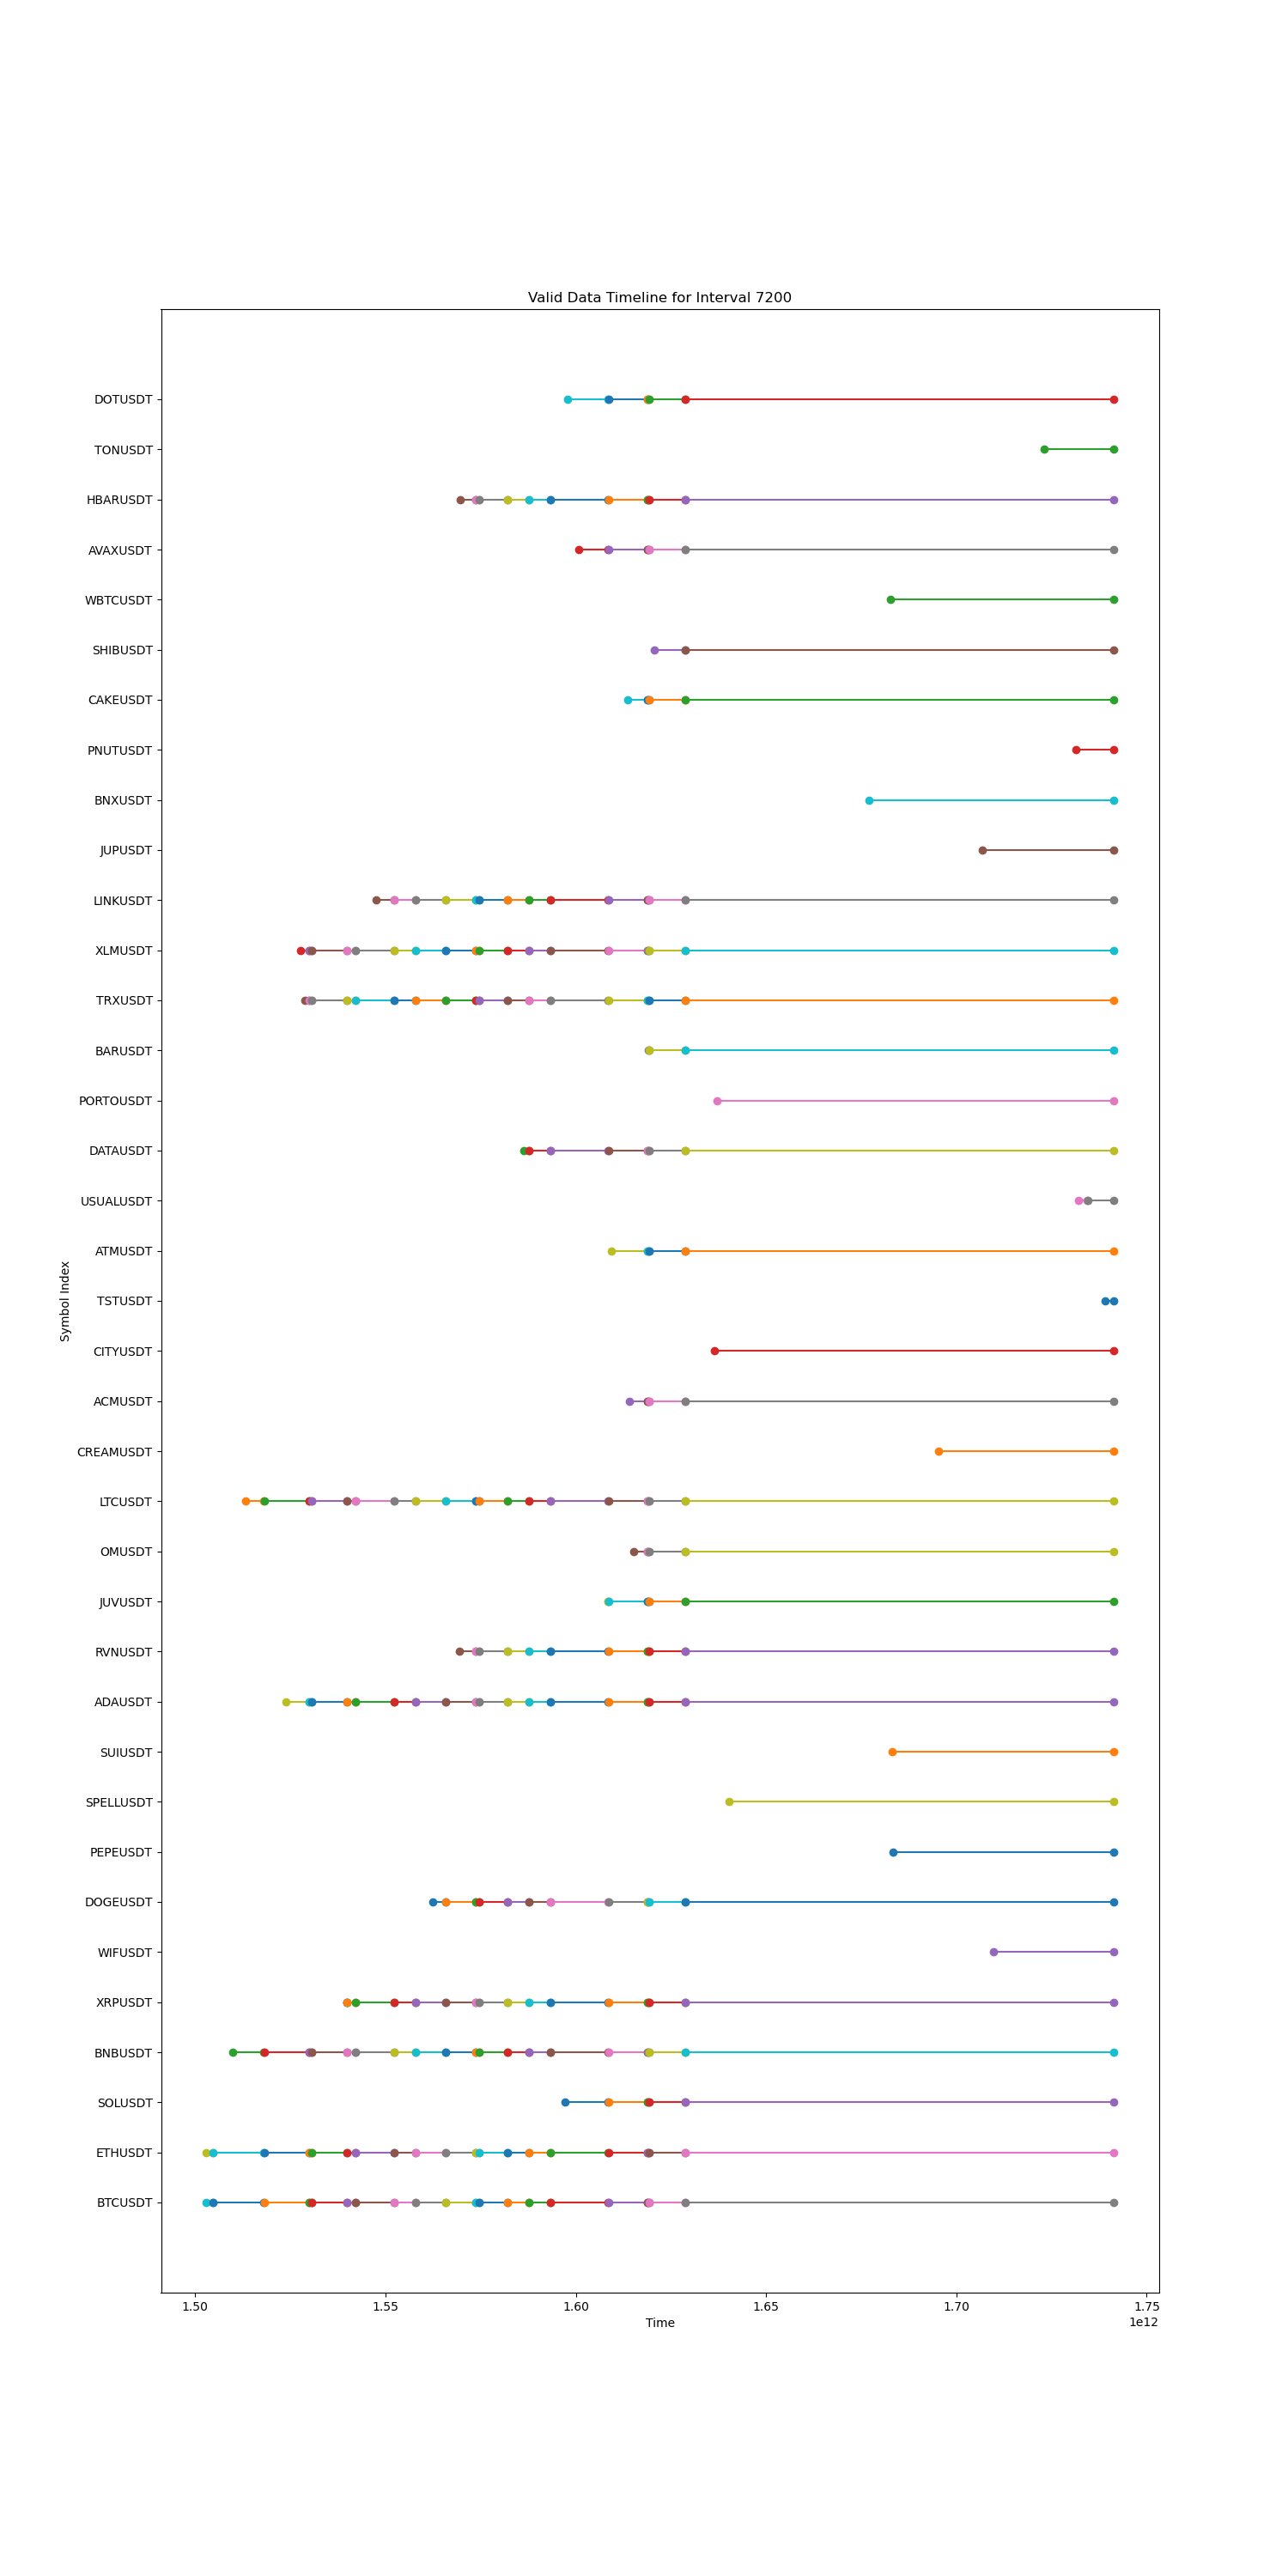 Valid Data Timeline for Interval 7200
DOTUSDT
TONUSDT
HBARUSDT
AVAXUSDT
WBTCUSDT
SHIBUSDT
CAKEUSDT
PNUTUSDT
BNXUSDT
JUPUSDT
LINKUSDT
XLMUSDT
TRXUSDT
BARUSDT
PORTOUSDT
DATAUSDT
USUALUSDT
ATMUSDT
TSTUSDT
CITYUSDT
ACMUSDT
CREAMUSDT
LTCUSDT
OMUSDT
JUVUSDT
RVNUSDT
ADAUSDT
SUIUSDT
SPELLUSDT
PEPEUSDT
DOGEUSDT
WIFUSDT
XRPUSDT
BNBUSDT
SOLUSDT
ETHUSDT
BTCUSDT
Symbol Index
1.50 1.55 1.60 1.65 1.70 1.75
1e12
Time